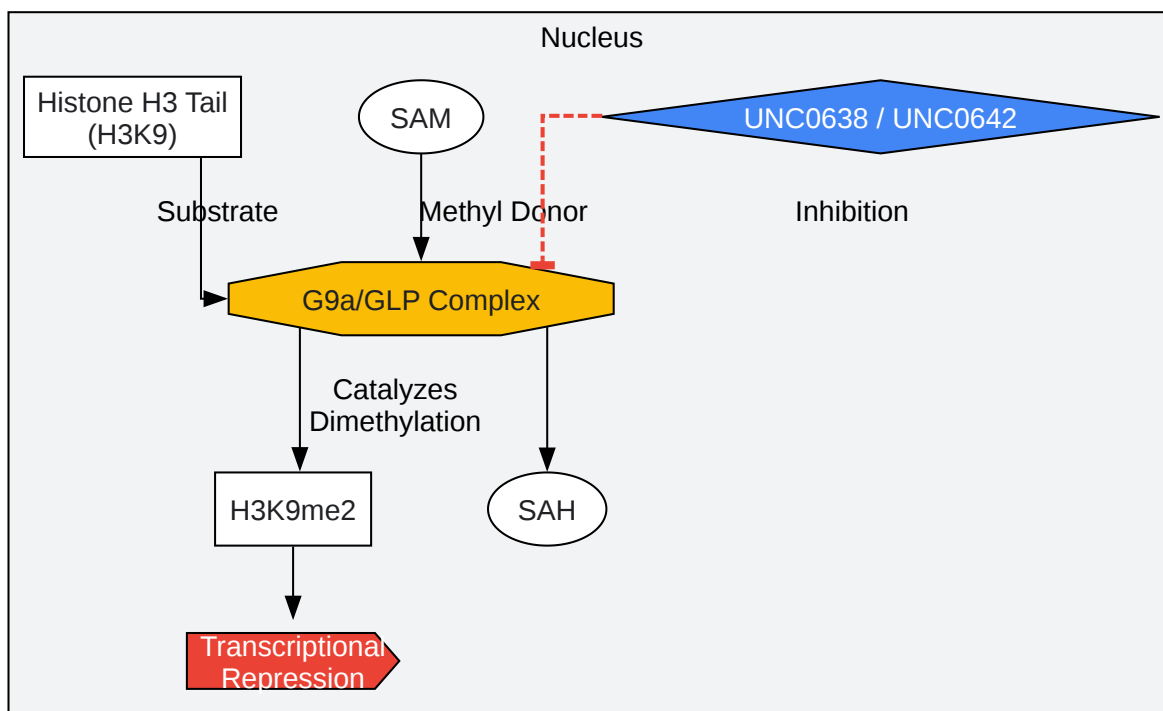 Nucleus
Histone H3 Tail
(H3K9)
SAM
UNC0638 / UNC0642
Substrate
Methyl Donor
Inhibition
G9a/GLP Complex
Catalyzes
Dimethylation
H3K9me2
SAH
Transcriptional
Repression